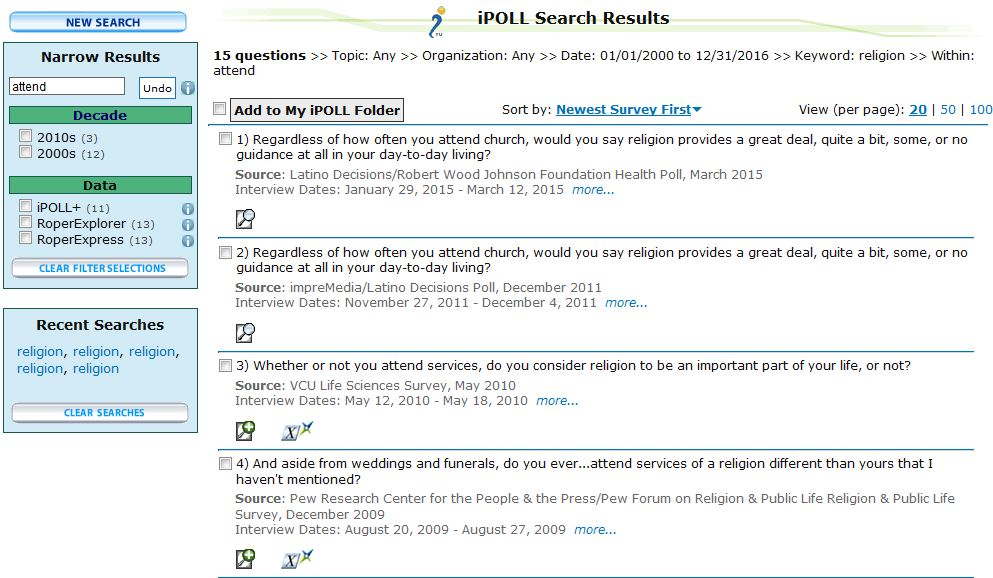 NEW SEARCH
iPOLL Search Results
TM
Narrow Results
attend
Undo
i
Decade
2010s (3)
2000s (12)
Data
iPOLL+ (11) i
RoperExplorer (13) i
RoperExpress (13) i
CLEAR FILTER SELECTIONS
Recent Searches
religion, religion, religion,
religion, religion
CLEAR SEARCHES
15 questions >> Topic: Any >> Organization: Any >> Date: 01/01/2000 to 12/31/2016 >> Keyword: religion >> Within:
attend
Add to My iPOLL Folder
Sort by: Newest Survey First
View (per page): 20 | 50 | 100
1) Regardless of how often you attend church, would you say religion provides a great deal, quite a bit, some, or no
guidance at all in your day-to-day living?
Source: Latino Decisions/Robert Wood Johnson Foundation Health Poll, March 2015
Interview Dates: January 29, 2015 - March 12, 2015 more...
2) Regardless of how often you attend church, would you say religion provides a great deal, quite a bit, some, or no
guidance at all in your day-to-day living?
Source: impreMedia/Latino Decisions Poll, December 2011
Interview Dates: November 27, 2011 - December 4, 2011 more...
3) Whether or not you attend services, do you consider religion to be an important part of your life, or not?
Source: VCU Life Sciences Survey, May 2010
Interview Dates: May 12, 2010 - May 18, 2010 more...
X
4) And aside from weddings and funerals, do you ever...attend services of a religion different than yours that I
haven't mentioned?
Source: Pew Research Center for the People & the Press/Pew Forum on Religion & Public Life Religion & Public Life
Survey, December 2009
Interview Dates: August 20, 2009 - August 27, 2009 more...
X